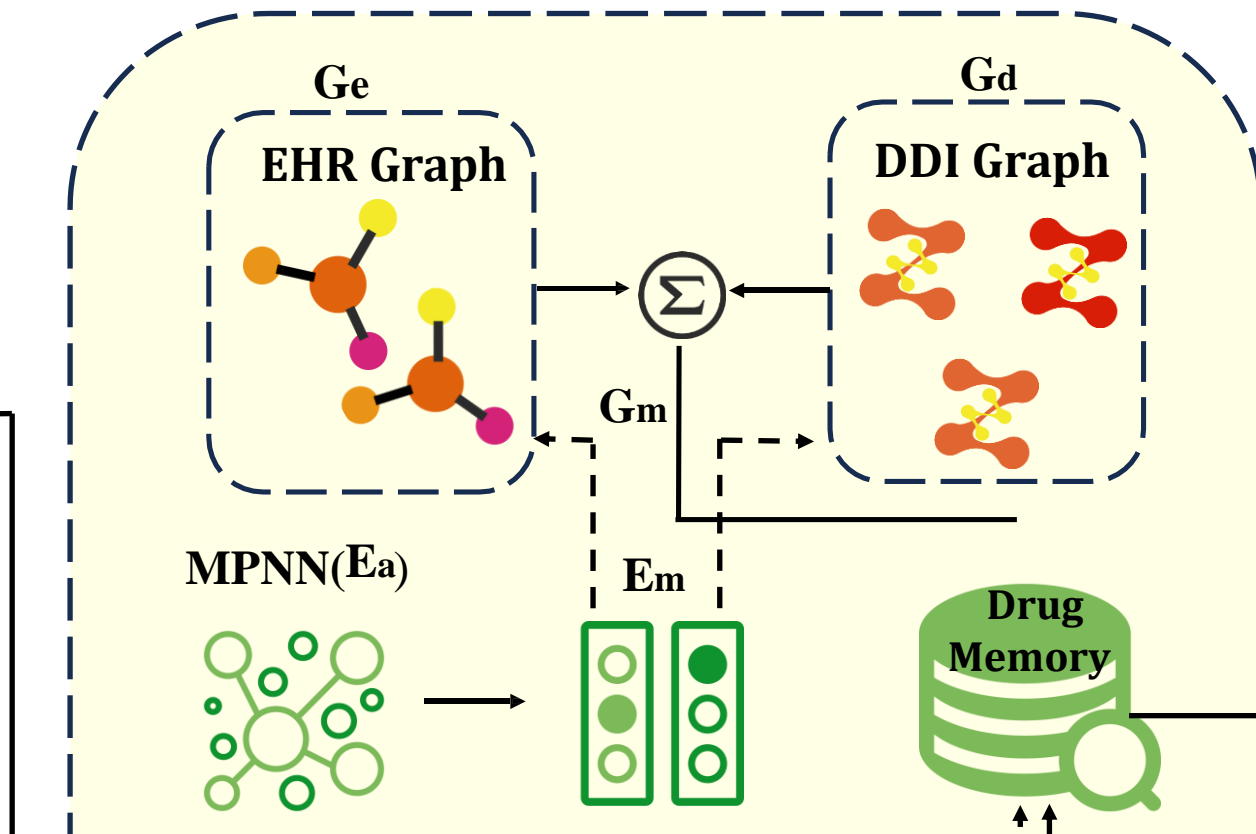 Ge
Gd
EHR Graph
DDI Graph
Σ
Gm
MPNN(Ea)
Em
Drug
Memory